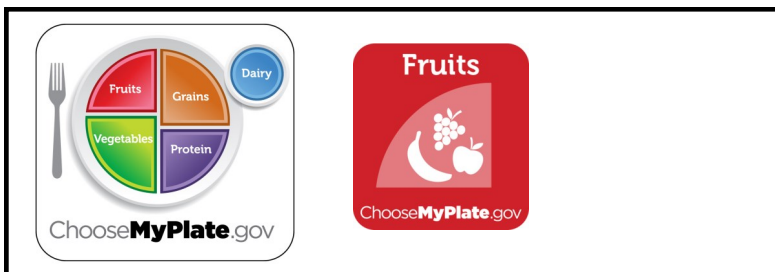 Fruits
Grains
Dairy
Vegetables
Protein
ChooseMyPlate.gov
Fruits
ChooseMyPlate.gov